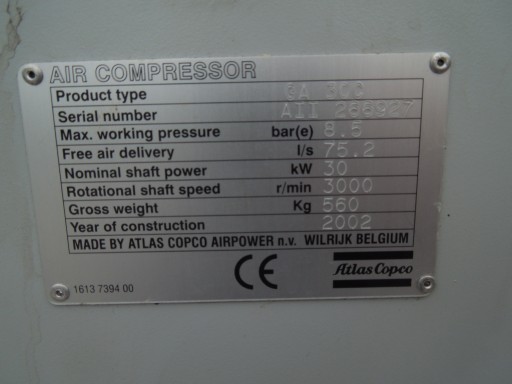 AIR COMPRESSOR
Product type
Serial number AII 288927
Max. working pressure bar(e) 8.5
Free air delivery l/s 75.2
Nominal shaft power kW 30
Rotational shaft speed r/min 3000
Gross weight Kg 560
Year of construction 2002
MADE BY ATLAS COPCO AIRPOWER n.v. WILRIJK BELGIUM
CE Atlas Copco
1613 7394 00